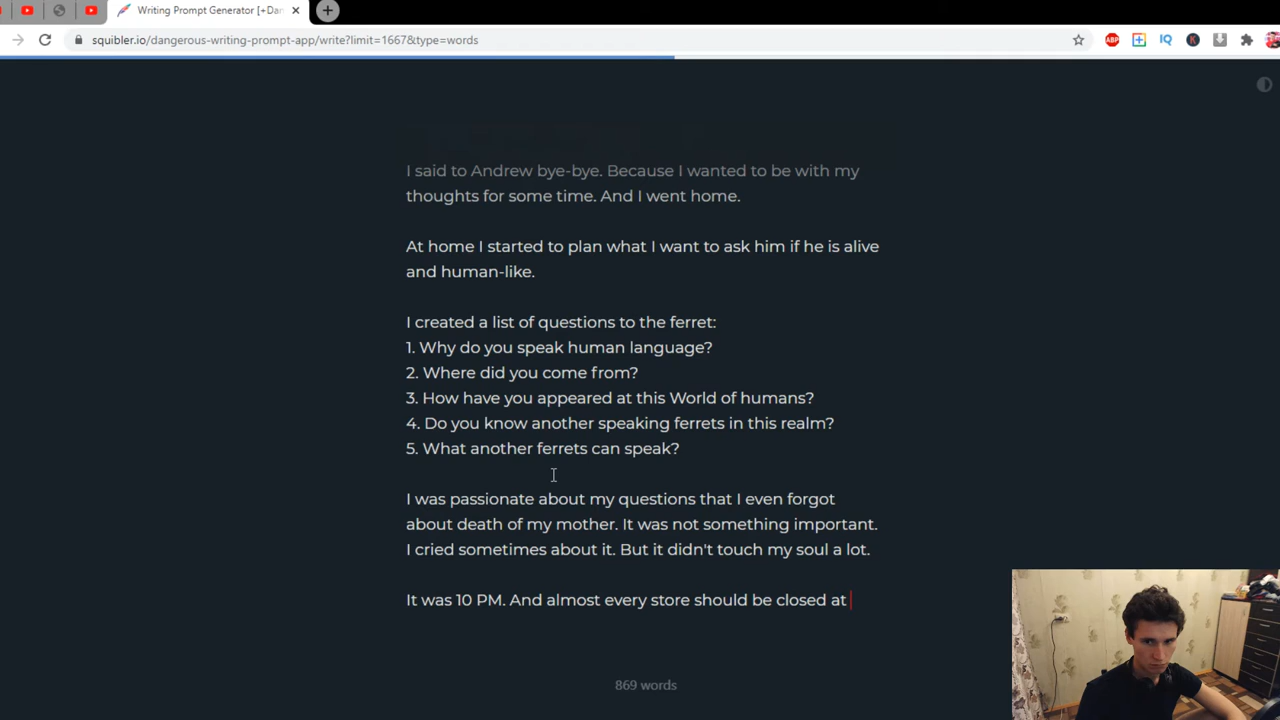 Writing Prompt Generator [+Dan
squibler.io/dangerous-writing-prompt-app/write?limit=1667&type=words
ABP
IQ
K
I said to Andrew bye-bye. Because I wanted to be with my
thoughts for some time. And I went home.
At home I started to plan what I want to ask him if he is alive
and human-like.
I created a list of questions to the ferret:
1. Why do you speak human language?
2. Where did you come from?
3. How have you appeared at this World of humans?
4. Do you know another speaking ferrets in this realm?
5. What another ferrets can speak?
I was passionate about my questions that I even forgot
about death of my mother. It was not something important.
I cried sometimes about it. But it didn't touch my soul a lot.
It was 10 PM. And almost every store should be closed at
869 words